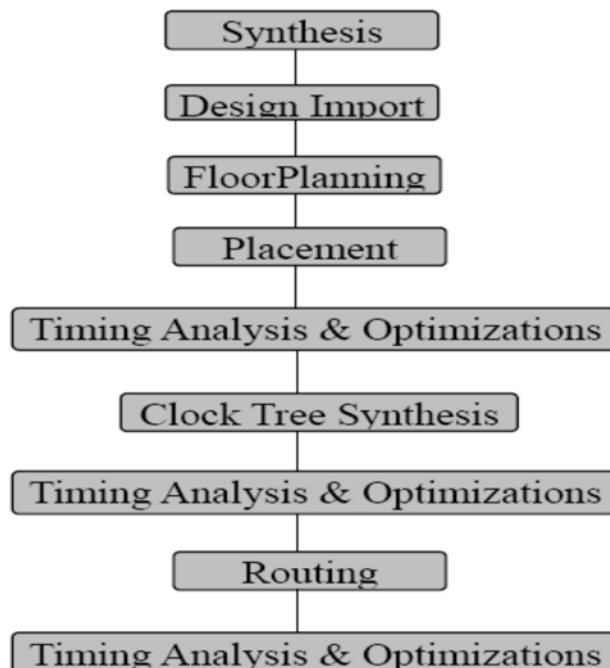 Synthesis
Design Import
FloorPlanning
Placement
Timing Analysis & Optimizations
Clock Tree Synthesis
Timing Analysis & Optimizations
Routing
Timing Analysis & Optimizations